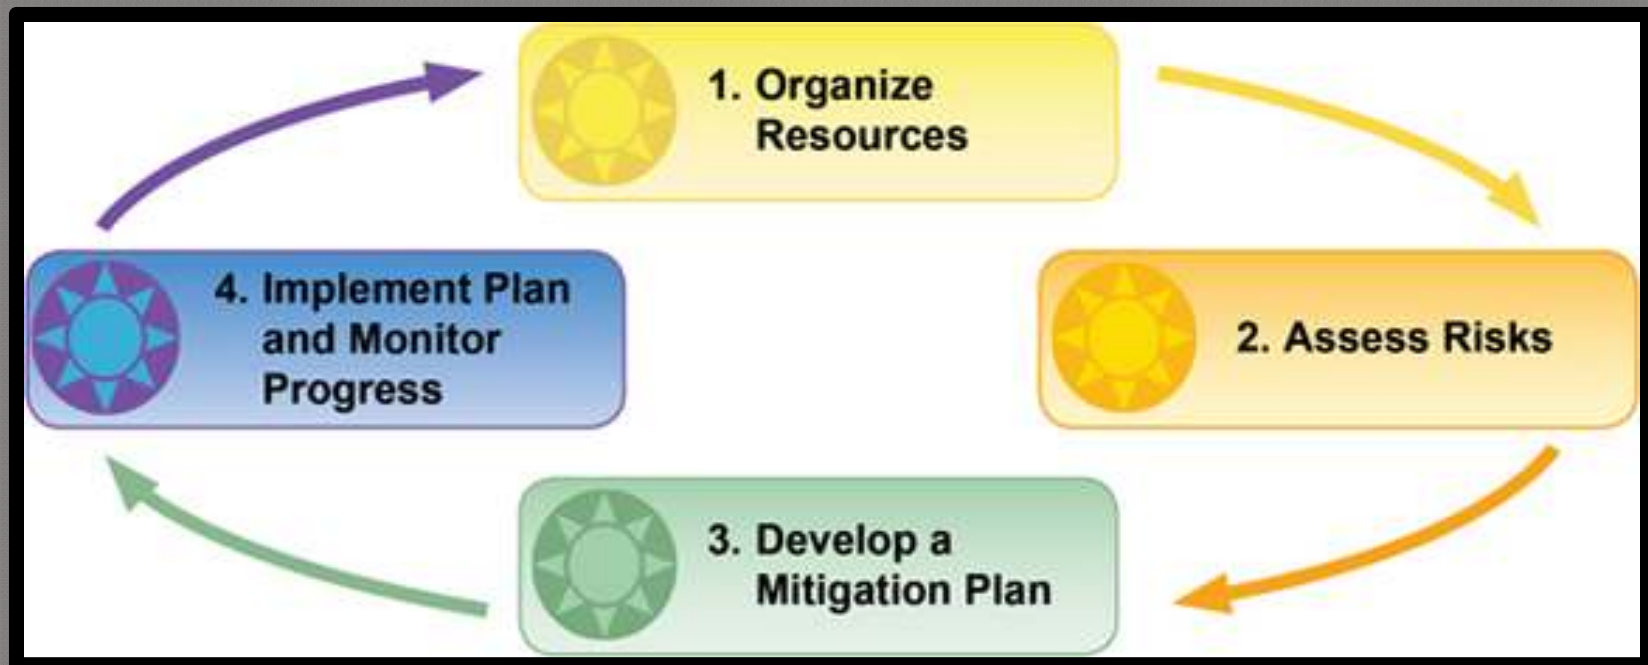 1. Organize
Resources
2. Assess Risks
3. Develop a
Mitigation Plan
4. Implement Plan
and Monitor
Progress